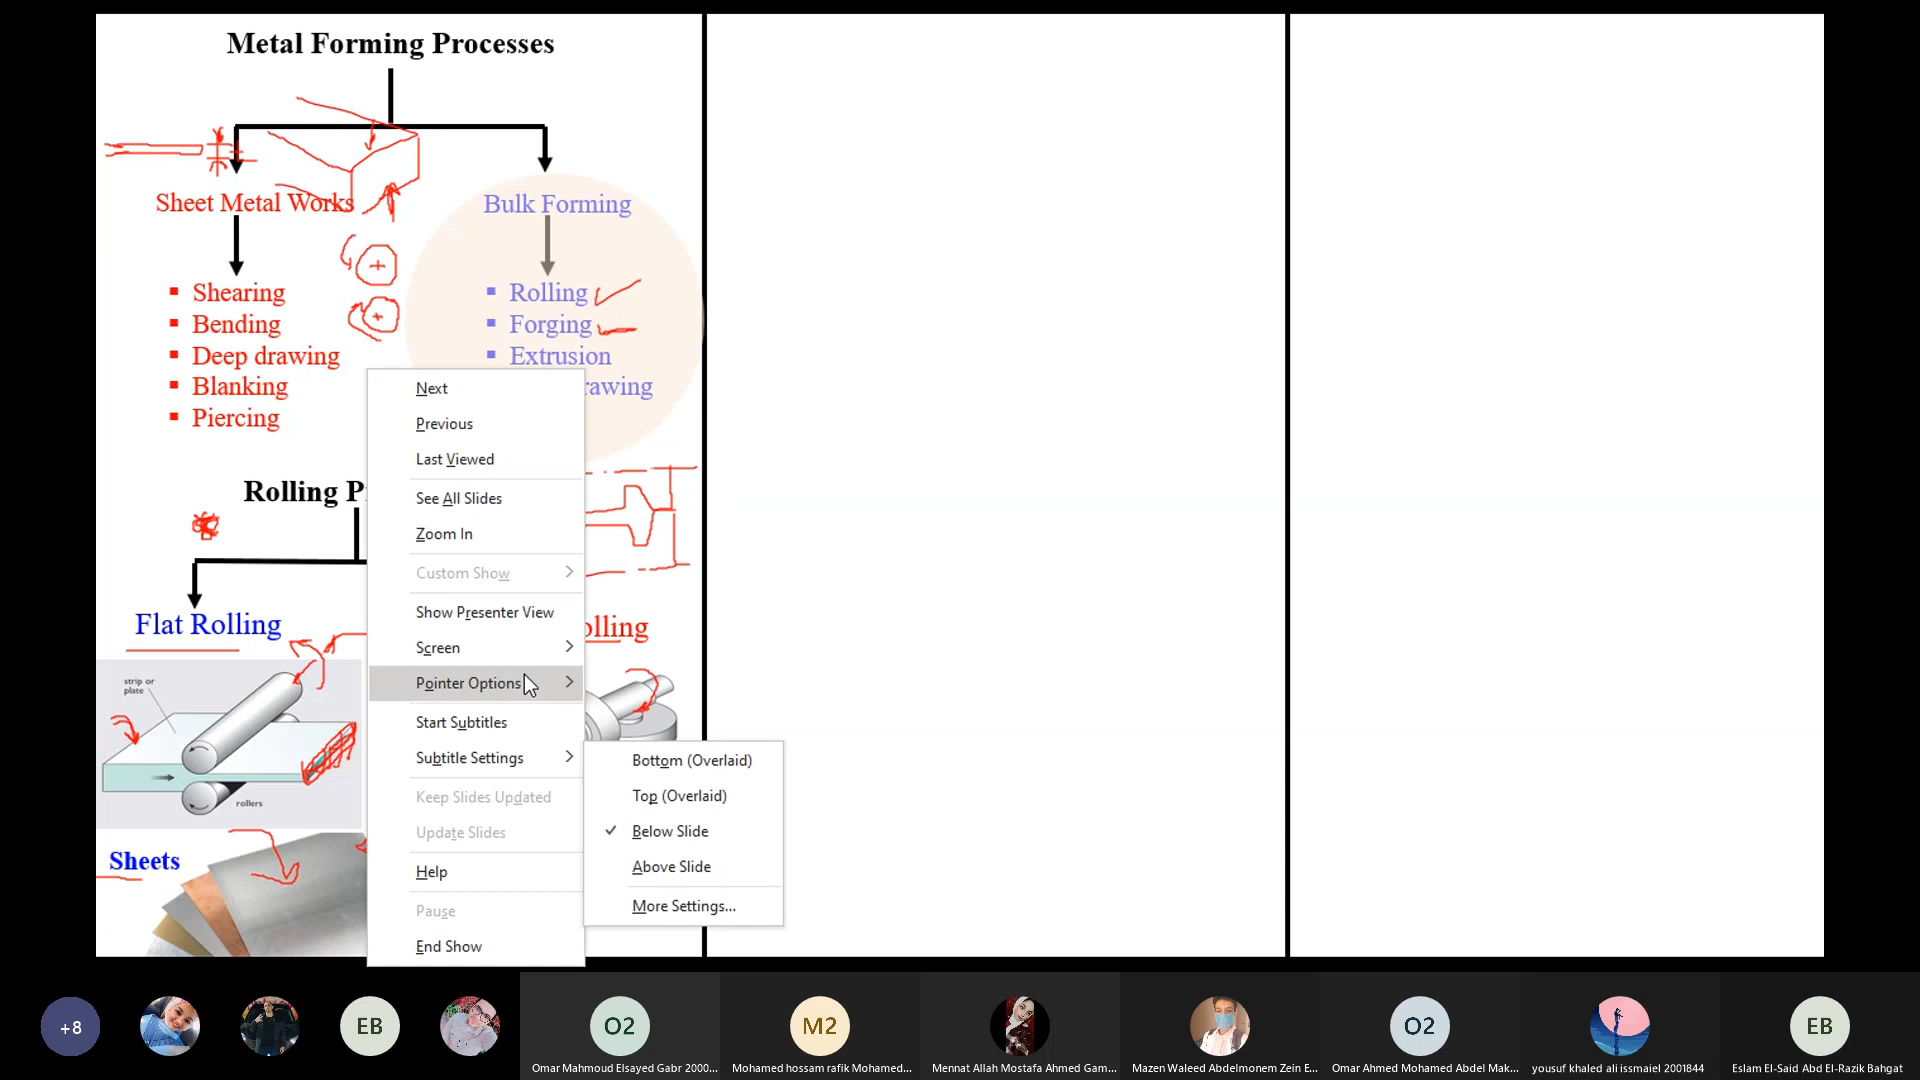 Metal Forming Processes
Sheet Metal Works
Bulk Forming
▪ Shearing
▪ Bending
▪ Deep drawing
▪ Blanking
▪ Piercing
▪ Rolling
▪ Forging
▪ Extrusion
rawing
Rolling P
Flat Rolling
olling
strip or
plate
rollers
Sheets
Next
Previous
Last Viewed
See All Slides
Zoom In
Custom Show
Show Presenter View
Screen
Pointer Options
Start Subtitles
Subtitle Settings
Keep Slides Updated
Update Slides
Help
Pause
End Show
Bottom (Overlaid)
Top (Overlaid)
Below Slide
Above Slide
More Settings...
+8
EB
O2
M2
O2
EB
Omar Mahmoud Elsayed Gabr 2000...
Mohamed hossam rafik Mohamed...
Mennat Allah Mostafa Ahmed Gam...
Mazen Waleed Abdelmonem Zein E...
Omar Ahmed Mohamed Abdel Mak...
yousuf khaled ali issmaiel 2001844
Eslam El-Said Abd El-Razik Bahgat